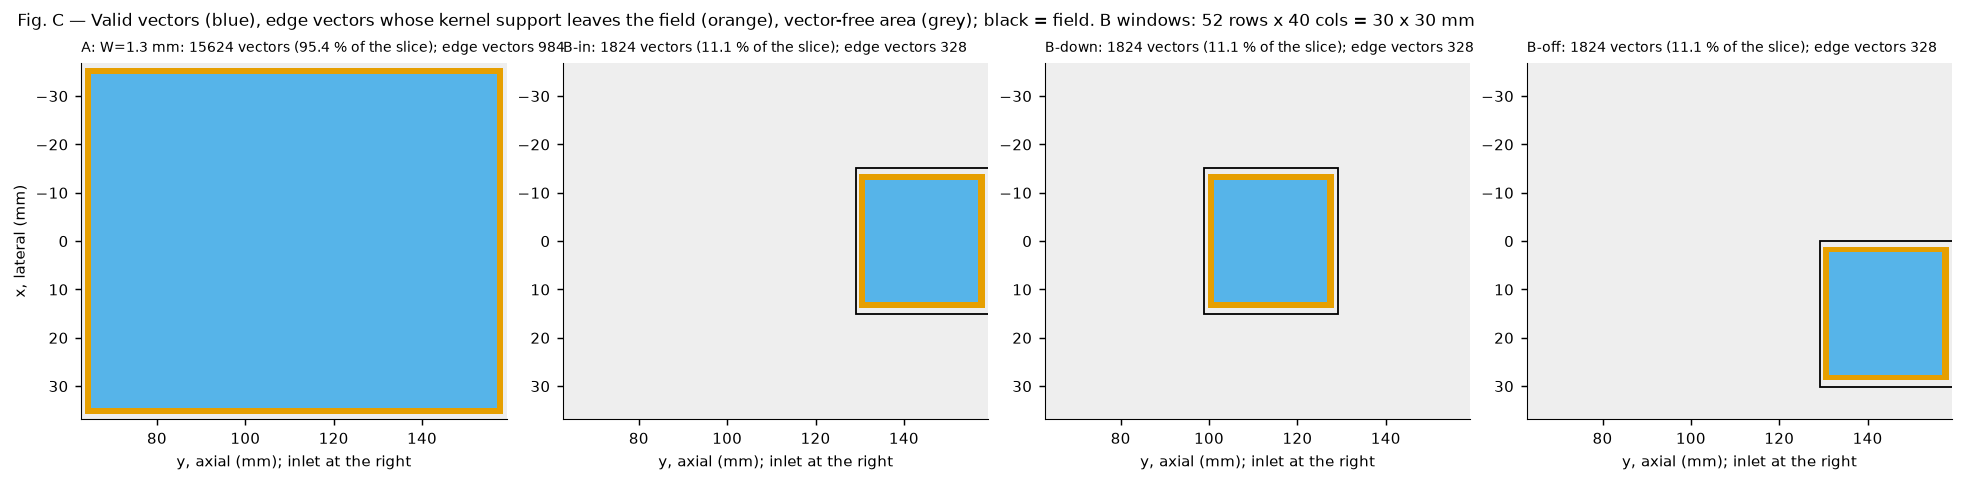 Fig. C — Valid vectors (blue), edge vectors whose kernel support leaves the field (orange), vector-free area (grey); black = field. B windows: 52 rows x 40 cols = 30 x 30 mm
A: W=1.3 mm: 15624 vectors (95.4 % of the slice); edge vectors 984
B-in: 1824 vectors (11.1 % of the slice); edge vectors 328
B-down: 1824 vectors (11.1 % of the slice); edge vectors 328
B-off: 1824 vectors (11.1 % of the slice); edge vectors 328
x, lateral (mm)
−30
−20
−10
0
10
20
30
80 100 120 140
y, axial (mm); inlet at the right
−30
−20
−10
0
10
20
30
80 100 120 140
y, axial (mm); inlet at the right
−30
−20
−10
0
10
20
30
80 100 120 140
y, axial (mm); inlet at the right
−30
−20
−10
0
10
20
30
80 100 120 140
y, axial (mm); inlet at the right